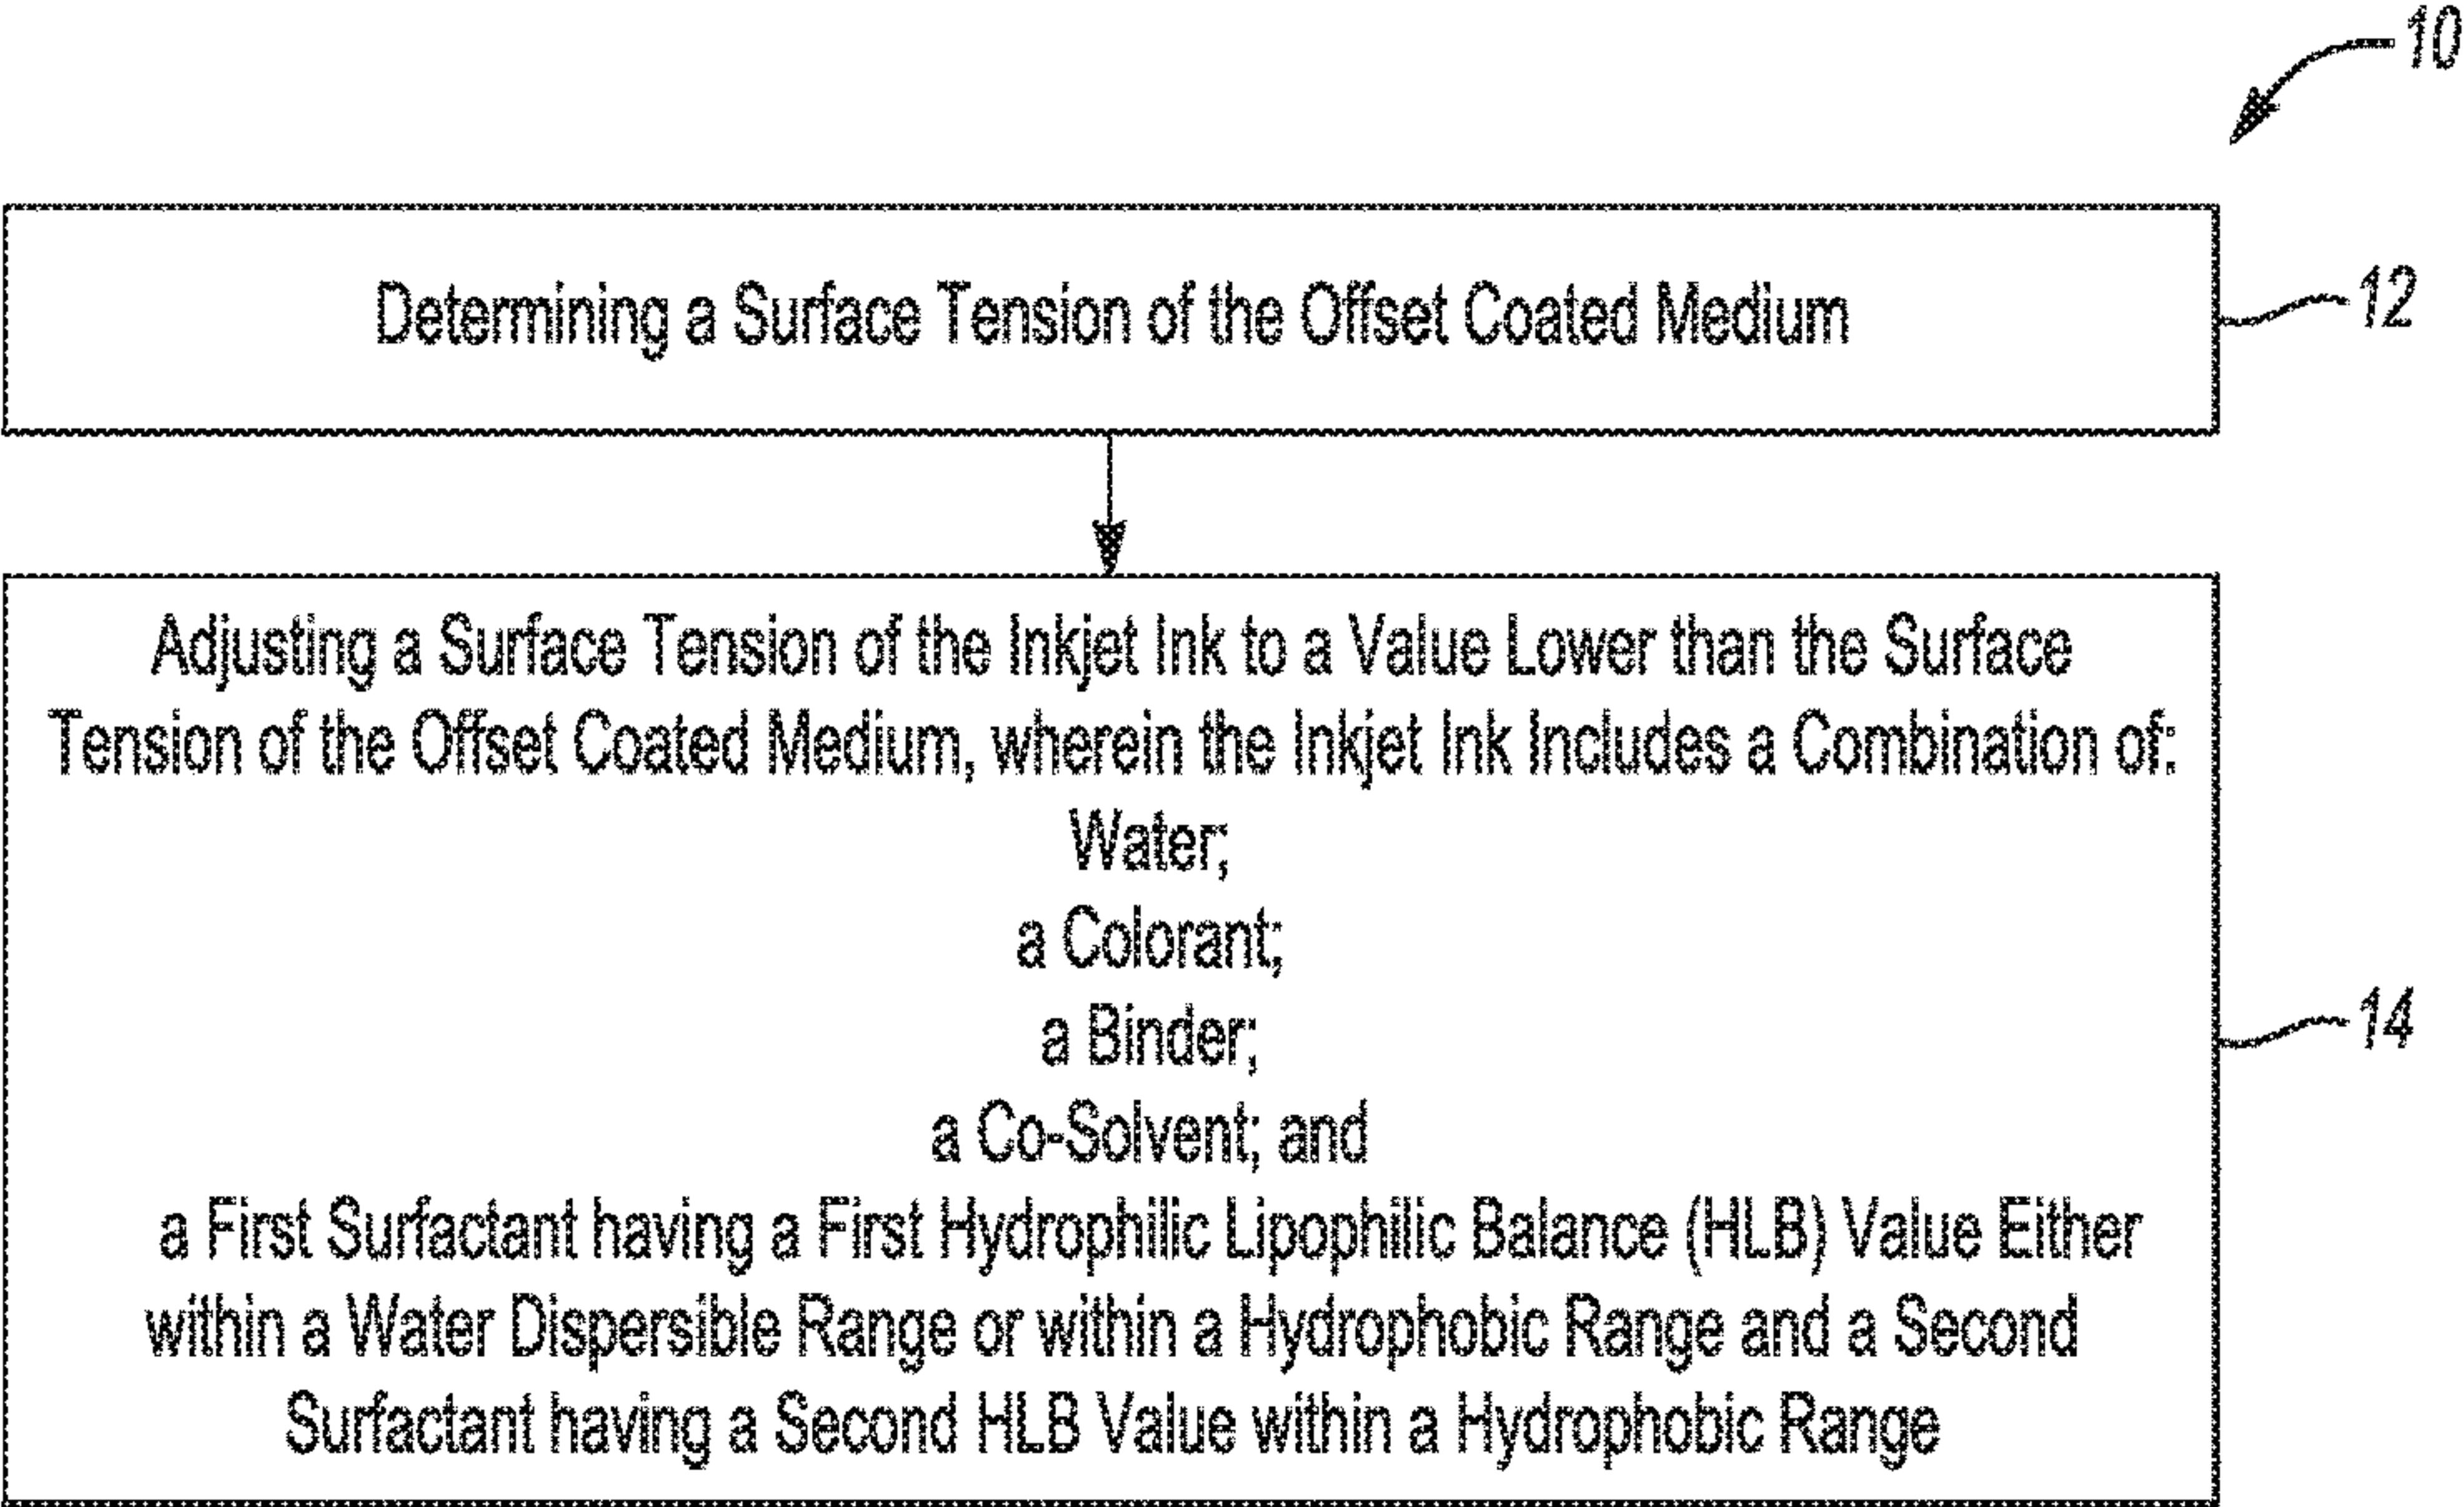 10
Determining a Surface Tension of the Offset Coated Medium
12
Adjusting a Surface Tension of the Inkjet Ink to a Value Lower than the Surface
Tension of the Offset Coated Medium, wherein the Inkjet Ink Includes a Combination of:
Water;
a Colorant;
a Binder;
14
a Co-Solvent; and
a First Surfactant having a First Hydrophilic Lipophilic Balance (HLB) Value Either
within a Water Dispersible Range or within a Hydrophobic Range and a Second
Surfactant having a Second HLB Value within a Hydrophobic Range